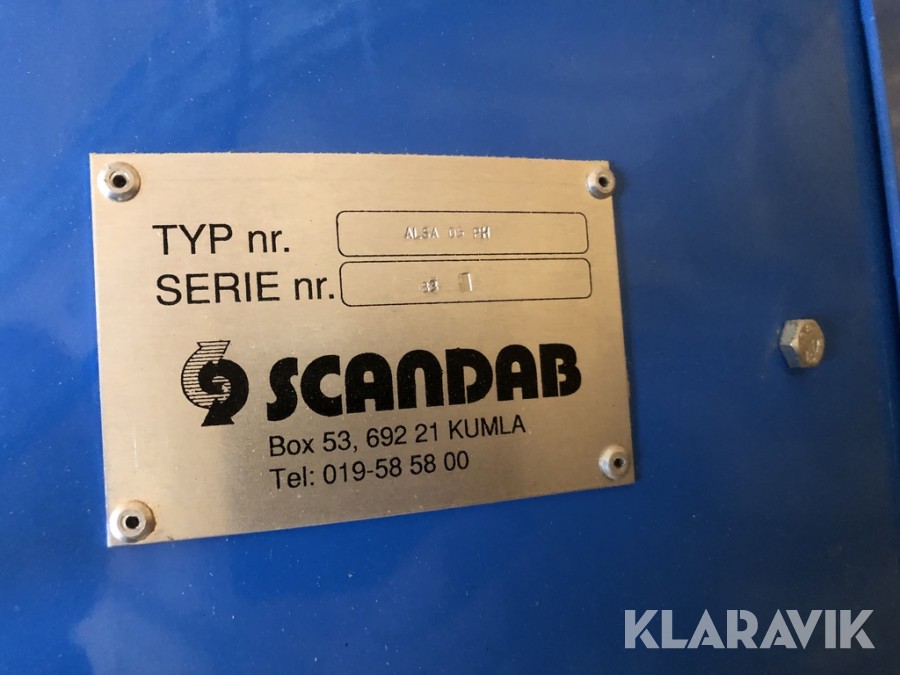 TYP nr.
SERIE nr.
SCANDAB
Box 53, 692 21 KUMLA
Tel: 019-58 58 00
KLARAVIK